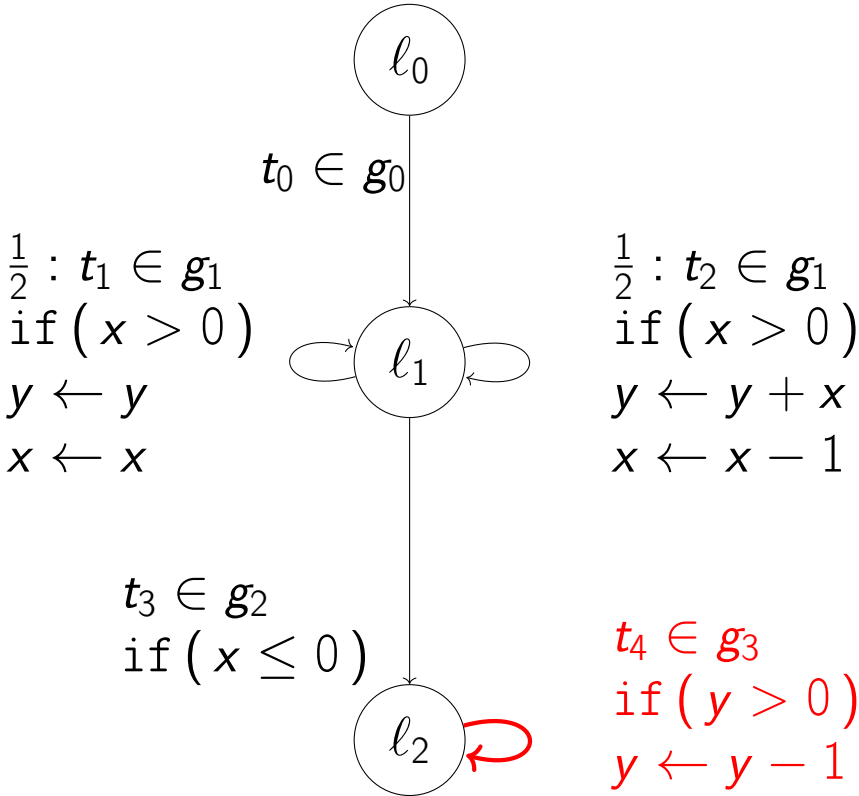 ℓ₀
t₀ ∈ g₀
½ : t₁ ∈ g₁
if ( x > 0 )
y ← y
x ← x
ℓ₁
½ : t₂ ∈ g₁
if ( x > 0 )
y ← y + x
x ← x − 1
t₃ ∈ g₂
if ( x ≤ 0 )
ℓ₂
t₄ ∈ g₃
if ( y > 0 )
y ← y − 1